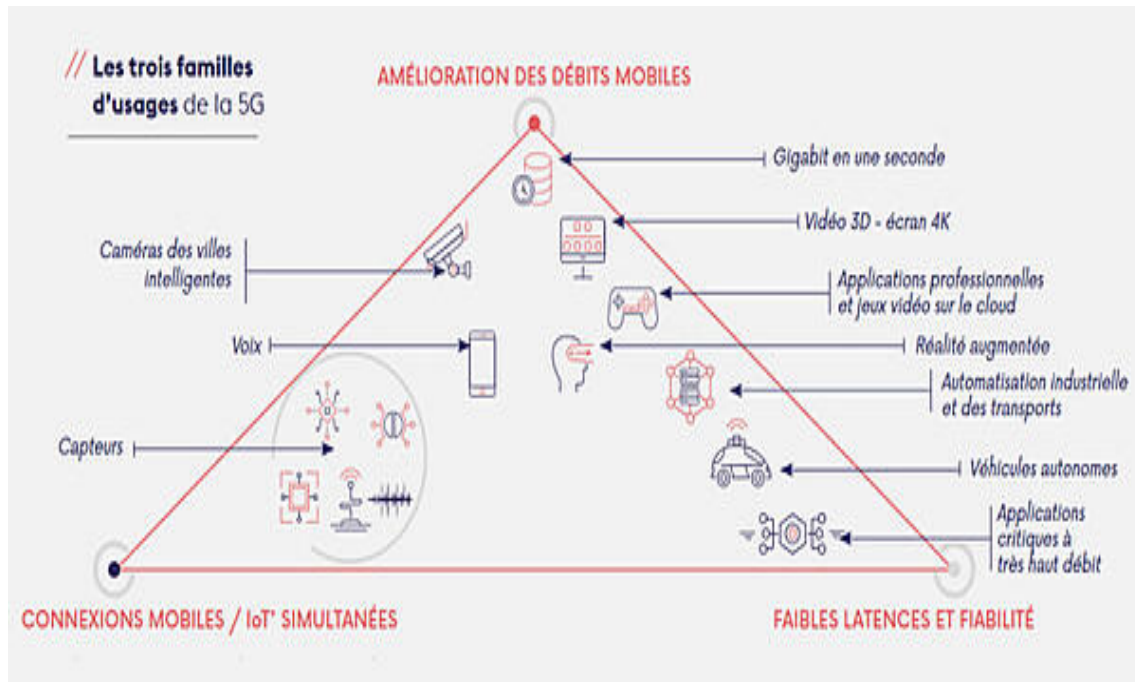 // Les trois familles
d'usages de la 5G
AMÉLIORATION DES DÉBITS MOBILES
Gigabit en une seconde
Vidéo 3D - écran 4K
Caméras des villes
intelligentes
Applications professionnelles
et jeux vidéo sur le cloud
Voix
Réalité augmentée
Automatisation industrielle
et des transports
Capteurs
Véhicules autonomes
Applications
critiques à
très haut débit
CONNEXIONS MOBILES / IoT* SIMULTANÉES
FAIBLES LATENCES ET FIABILITÉ